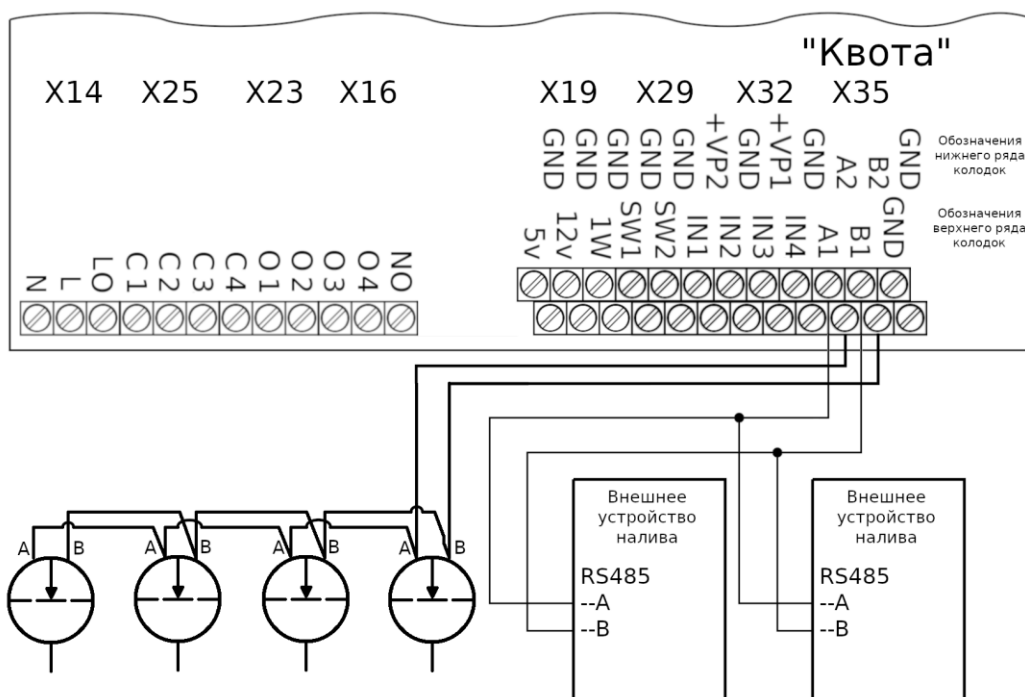 "Квота"
X14 X25 X23 X16 X19 X29 X32 X35
GND GND GND GND GND +VP2 GND +VP1 GND A2 B2 GND
Обозначения
нижнего ряда
колодок
5v 12v 1W SW1 SW2 IN1 IN2 IN3 IN4 A1 B1 GND
Обозначения
верхнего ряда
колодок
N L LO C1 C2 C3 C4 O1 O2 O3 O4 NO
A B A B A B A B
Внешнее
устройство
налива
RS485
--A
--B
Внешнее
устройство
налива
RS485
--A
--B